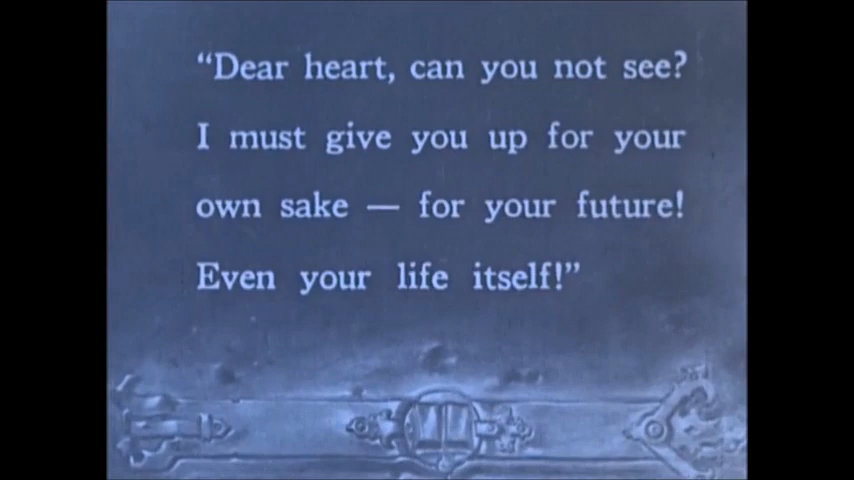 “Dear heart, can you not see?
I must give you up for your
own sake — for your future!
Even your life itself!”